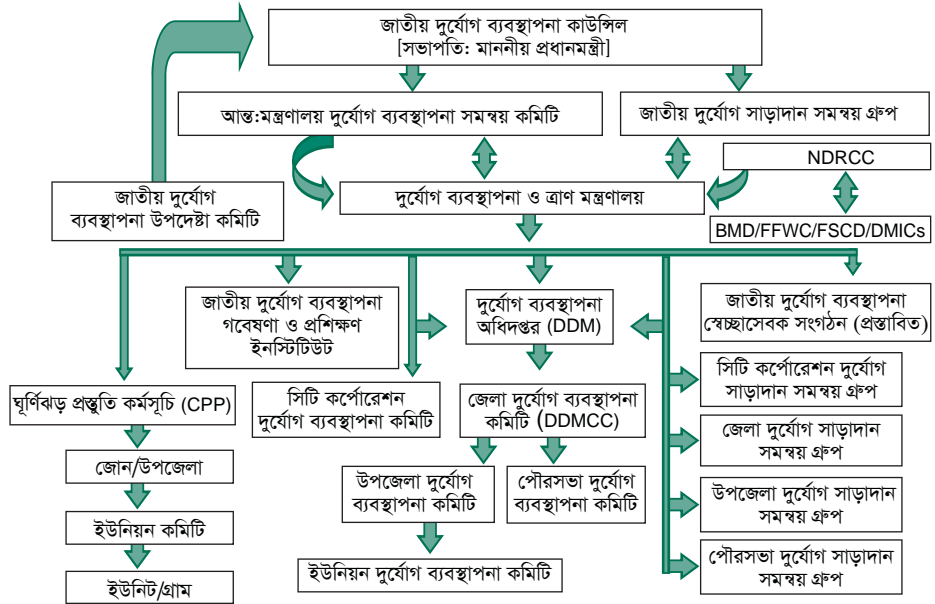 জাতীয় দুর্যোগ ব্যবস্থাপনা কাউন্সিল
[সভাপতি: মাননীয় প্রধানমন্ত্রী]
আন্ত:মন্ত্রণালয় দুর্যোগ ব্যবস্থাপনা সমন্বয় কমিটি
জাতীয় দুর্যোগ সাড়াদান সমন্বয় গ্রুপ
NDRCC
জাতীয় দুর্যোগ
ব্যবস্থাপনা উপদেষ্টা কমিটি
দুর্যোগ ব্যবস্থাপনা ও ত্রাণ মন্ত্রণালয়
BMD/FFWC/FSCD/DMICs
জাতীয় দুর্যোগ ব্যবস্থাপনা
গবেষণা ও প্রশিক্ষণ
ইনস্টিটিউট
দুর্যোগ ব্যবস্থাপনা
অধিদপ্তর (DDM)
জাতীয় দুর্যোগ ব্যবস্থাপনা
স্বেচ্ছাসেবক সংগঠন (প্রস্তাবিত)
ঘূর্ণিঝড় প্রস্তুতি কর্মসূচি (CPP)
সিটি কর্পোরেশন
দুর্যোগ ব্যবস্থাপনা কমিটি
জেলা দুর্যোগ ব্যবস্থাপনা
কমিটি (DDMCC)
সিটি কর্পোরেশন দুর্যোগ
সাড়াদান সমন্বয় গ্রুপ
জেলা দুর্যোগ সাড়াদান
সমন্বয় গ্রুপ
জোন/উপজেলা
উপজেলা দুর্যোগ
ব্যবস্থাপনা কমিটি
পৌরসভা দুর্যোগ
ব্যবস্থাপনা কমিটি
উপজেলা দুর্যোগ সাড়াদান
সমন্বয় গ্রুপ
ইউনিয়ন কমিটি
ইউনিয়ন দুর্যোগ ব্যবস্থাপনা কমিটি
পৌরসভা দুর্যোগ সাড়াদান
সমন্বয় গ্রুপ
ইউনিট/গ্রাম